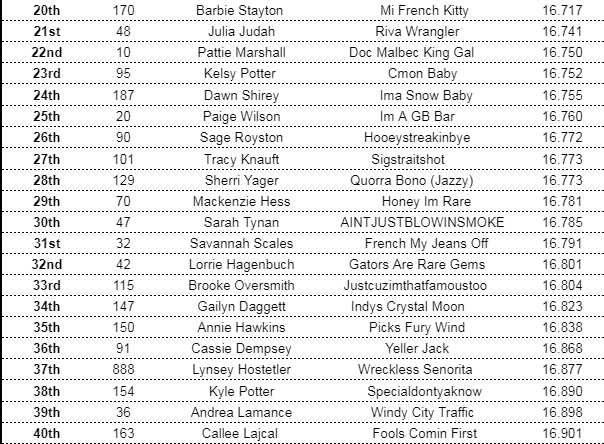 20th 170 Barbie Stayton Mi French Kitty 16.717
21st 48 Julia Judah Riva Wrangler 16.741
22nd 10 Pattie Marshall Doc Malbec King Gal 16.750
23rd 95 Kelsy Potter Cmon Baby 16.752
24th 187 Dawn Shirey Ima Snow Baby 16.755
25th 20 Paige Wilson Im A GB Bar 16.760
26th 90 Sage Royston Hooeystreakinbye 16.772
27th 101 Tracy Knauft Sigstraitshot 16.773
28th 129 Sherri Yager Quorra Bono (Jazzy) 16.773
29th 70 Mackenzie Hess Honey Im Rare 16.781
30th 47 Sarah Tynan AINTJUSTBLOWINSMOKE 16.785
31st 32 Savannah Scales French My Jeans Off 16.791
32nd 42 Lorrie Hagenbuch Gators Are Rare Gems 16.801
33rd 115 Brooke Oversmith Justcuzimthatfamoustoo 16.804
34th 147 Gailyn Daggett Indys Crystal Moon 16.823
35th 150 Annie Hawkins Picks Fury Wind 16.838
36th 91 Cassie Dempsey Yeller Jack 16.868
37th 888 Lynsey Hostetler Wreckless Senorita 16.877
38th 154 Kyle Potter Specialdontyaknow 16.890
39th 36 Andrea Lamance Windy City Traffic 16.898
40th 163 Callee Lajcal Fools Comin First 16.901